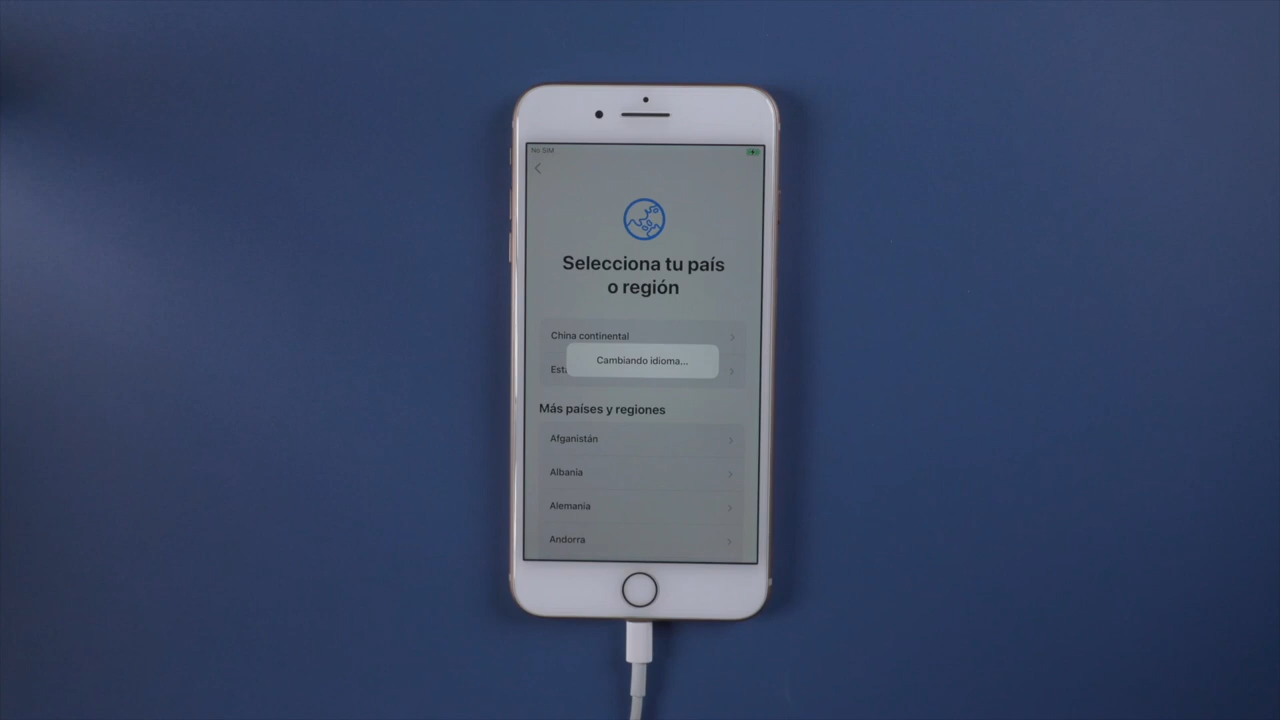 No SIM
Selecciona tu país
o región
China continental
Cambiando idioma...
Más países y regiones
Afganistán
Albania
Alemania
Andorra